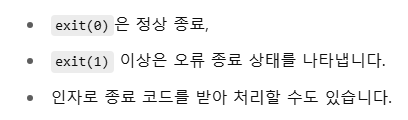 exit(0)은 정상 종료,
exit(1) 이상은 오류 종료 상태를 나타냅니다.
인자로 종료 코드를 받아 처리할 수도 있습니다.